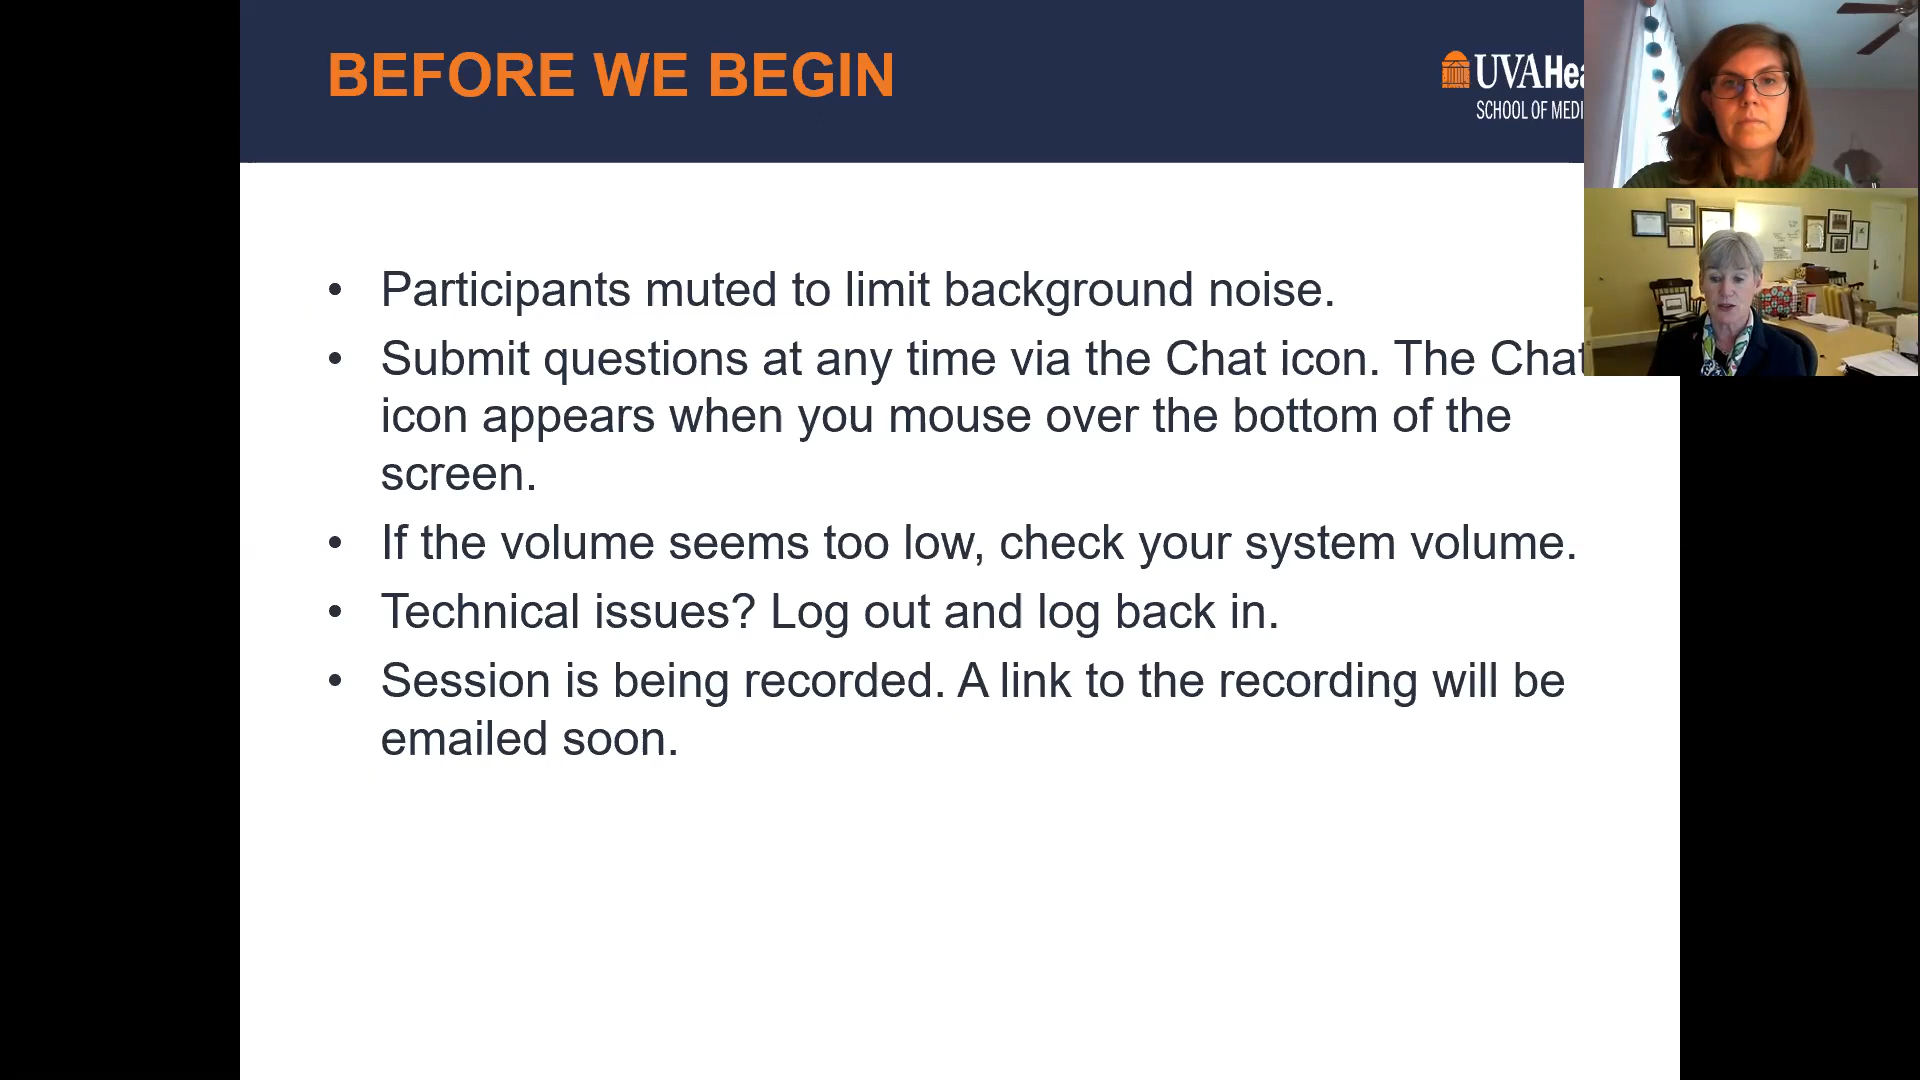 BEFORE WE BEGIN
UVAHea
SCHOOL OF MEDI
• Participants muted to limit background noise.
• Submit questions at any time via the Chat icon. The Chat
icon appears when you mouse over the bottom of the
screen.
• If the volume seems too low, check your system volume.
• Technical issues? Log out and log back in.
• Session is being recorded. A link to the recording will be
emailed soon.